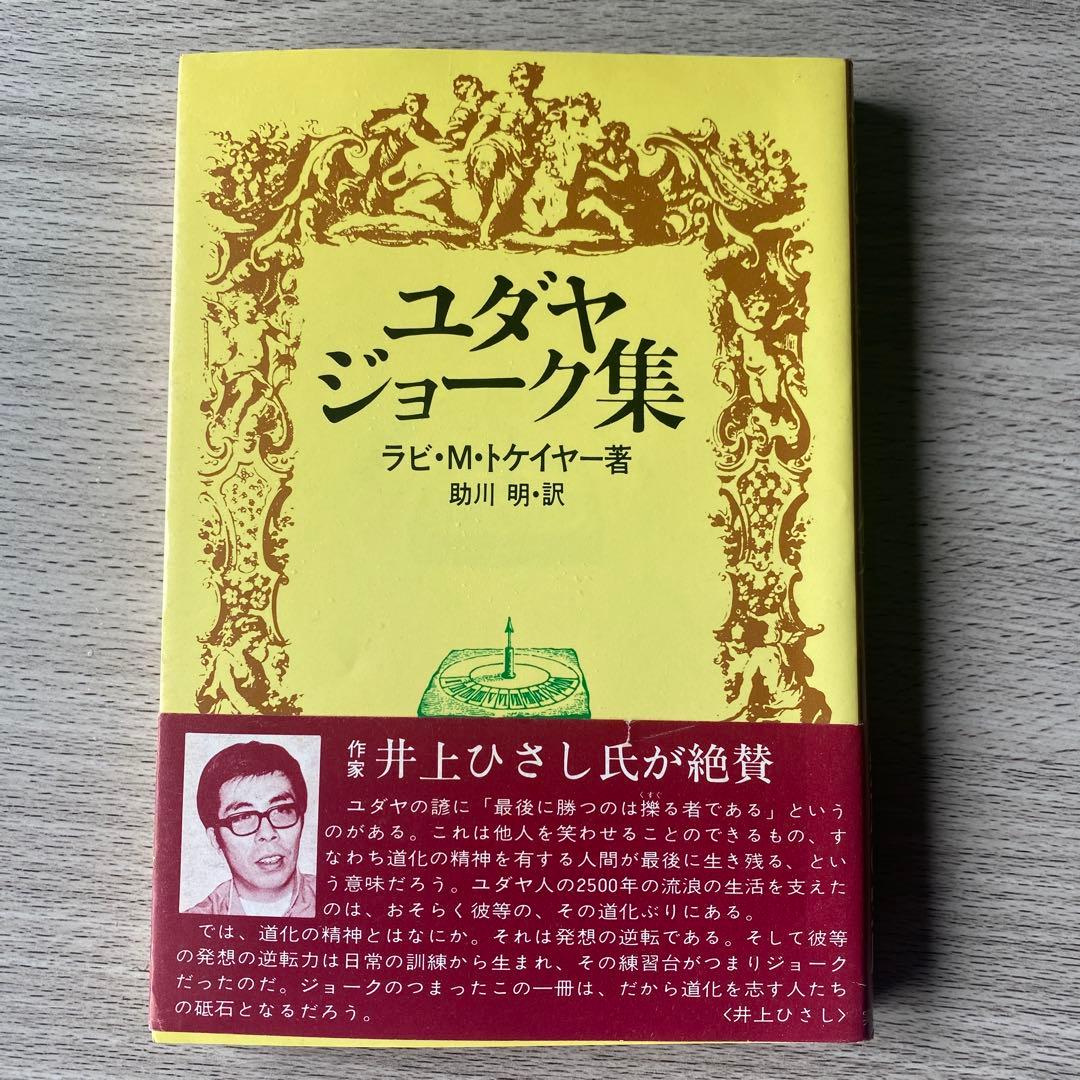 ユダヤ
ジョーク集
ラビ・M・トケイヤー著
助川 明・訳
作家 井上ひさし氏が絶賛
ユダヤの諺に「最後に勝つのは擽る者である」という
くすぐ
のがある。これは他人を笑わせることのできるもの、す
なわち道化の精神を有する人間が最後に生き残る、とい
う意味だろう。ユダヤ人の2500年の流浪の生活を支えた
のは、おそらく彼等の、その道化ぶりにある。
では、道化の精神とはなにか。それは発想の逆転である。そして彼等
の発想の逆転力は日常の訓練から生まれ、その練習台がつまりジョーク
だったのだ。ジョークのつまったこの一冊は、だから道化を志す人たち
の砥石となるだろう。 〈井上ひさし〉